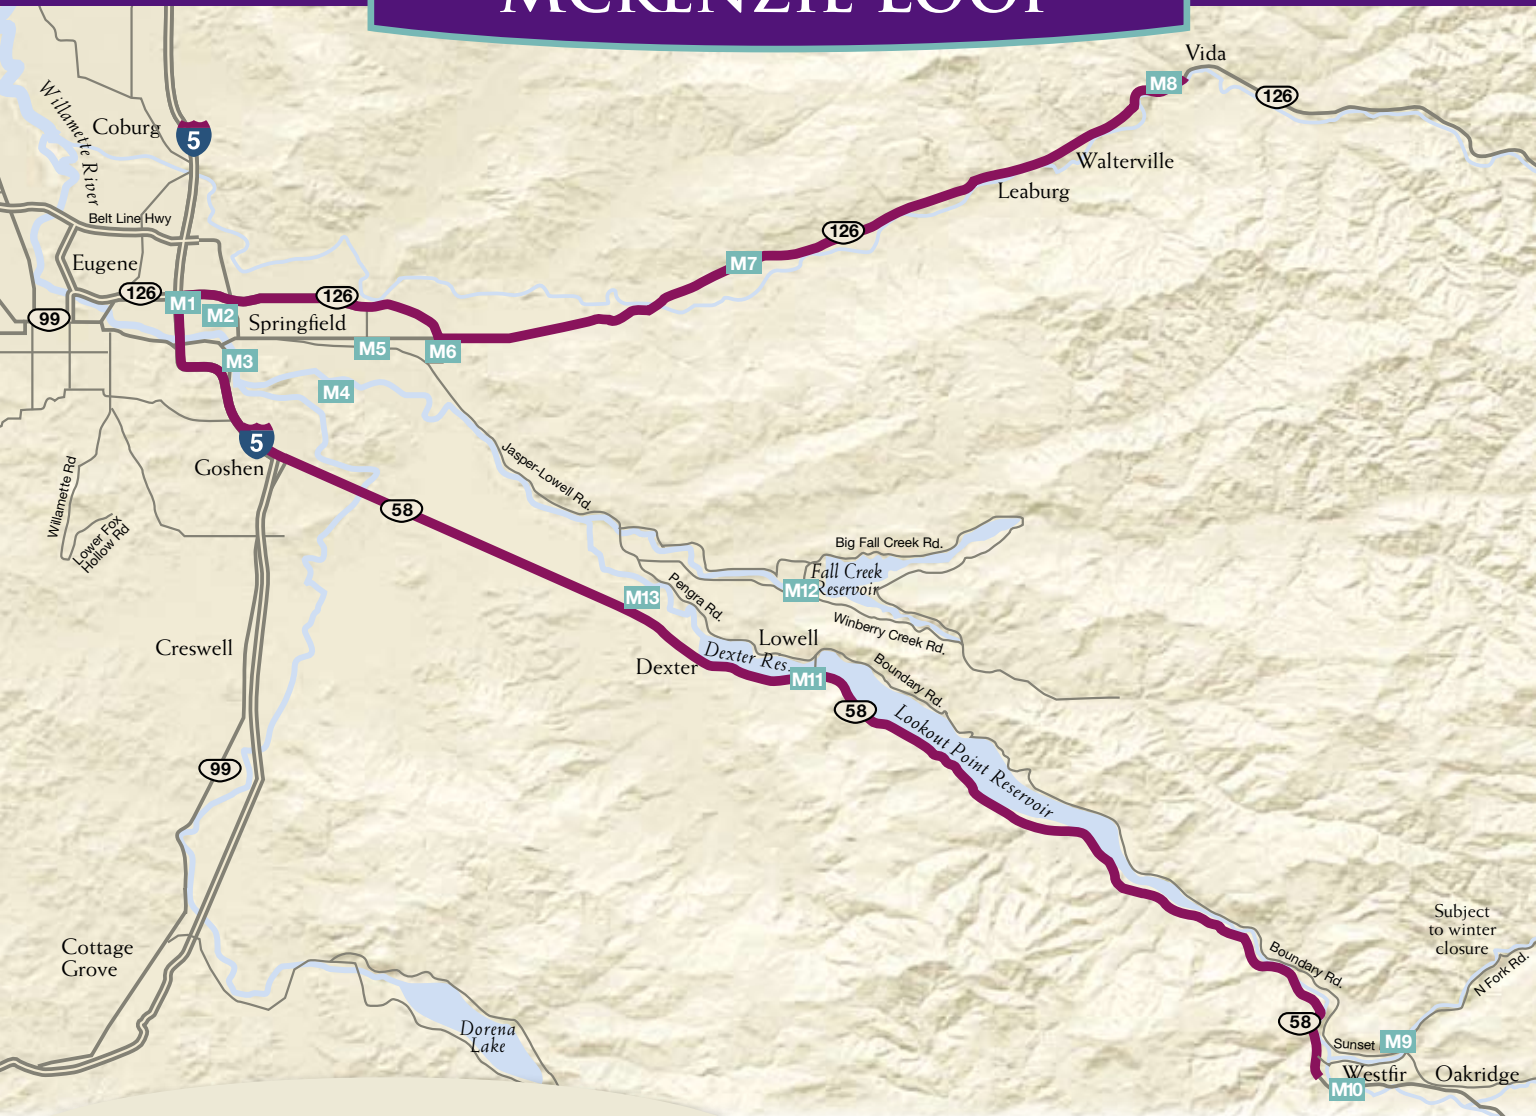 MCKENZIE LOOP
Vida
M8
126
Willamette River
Coburg
5
Walterville
Leaburg
Belt Line Hwy
126
Eugene
M7
126
M1
126
99
M2
Springfield
M5
M6
M3
M4
5
Goshen
Jasper-Lowell Rd.
Willamette Rd
58
Lower Fox
Hollow Rd
Big Fall Creek Rd.
Fall Creek
Reservoir
M12
M13
Pengra Rd.
Winberry Creek Rd.
Creswell
Lowell
Dexter Res.
Dexter
M11
Boundary Rd.
58
Lookout Point Reservoir
99
Subject
to winter
closure
Cottage
Grove
Boundary Rd.
N Fork Rd.
58
Dorena
Lake
Sunset
M9
Westfir
Oakridge
M10